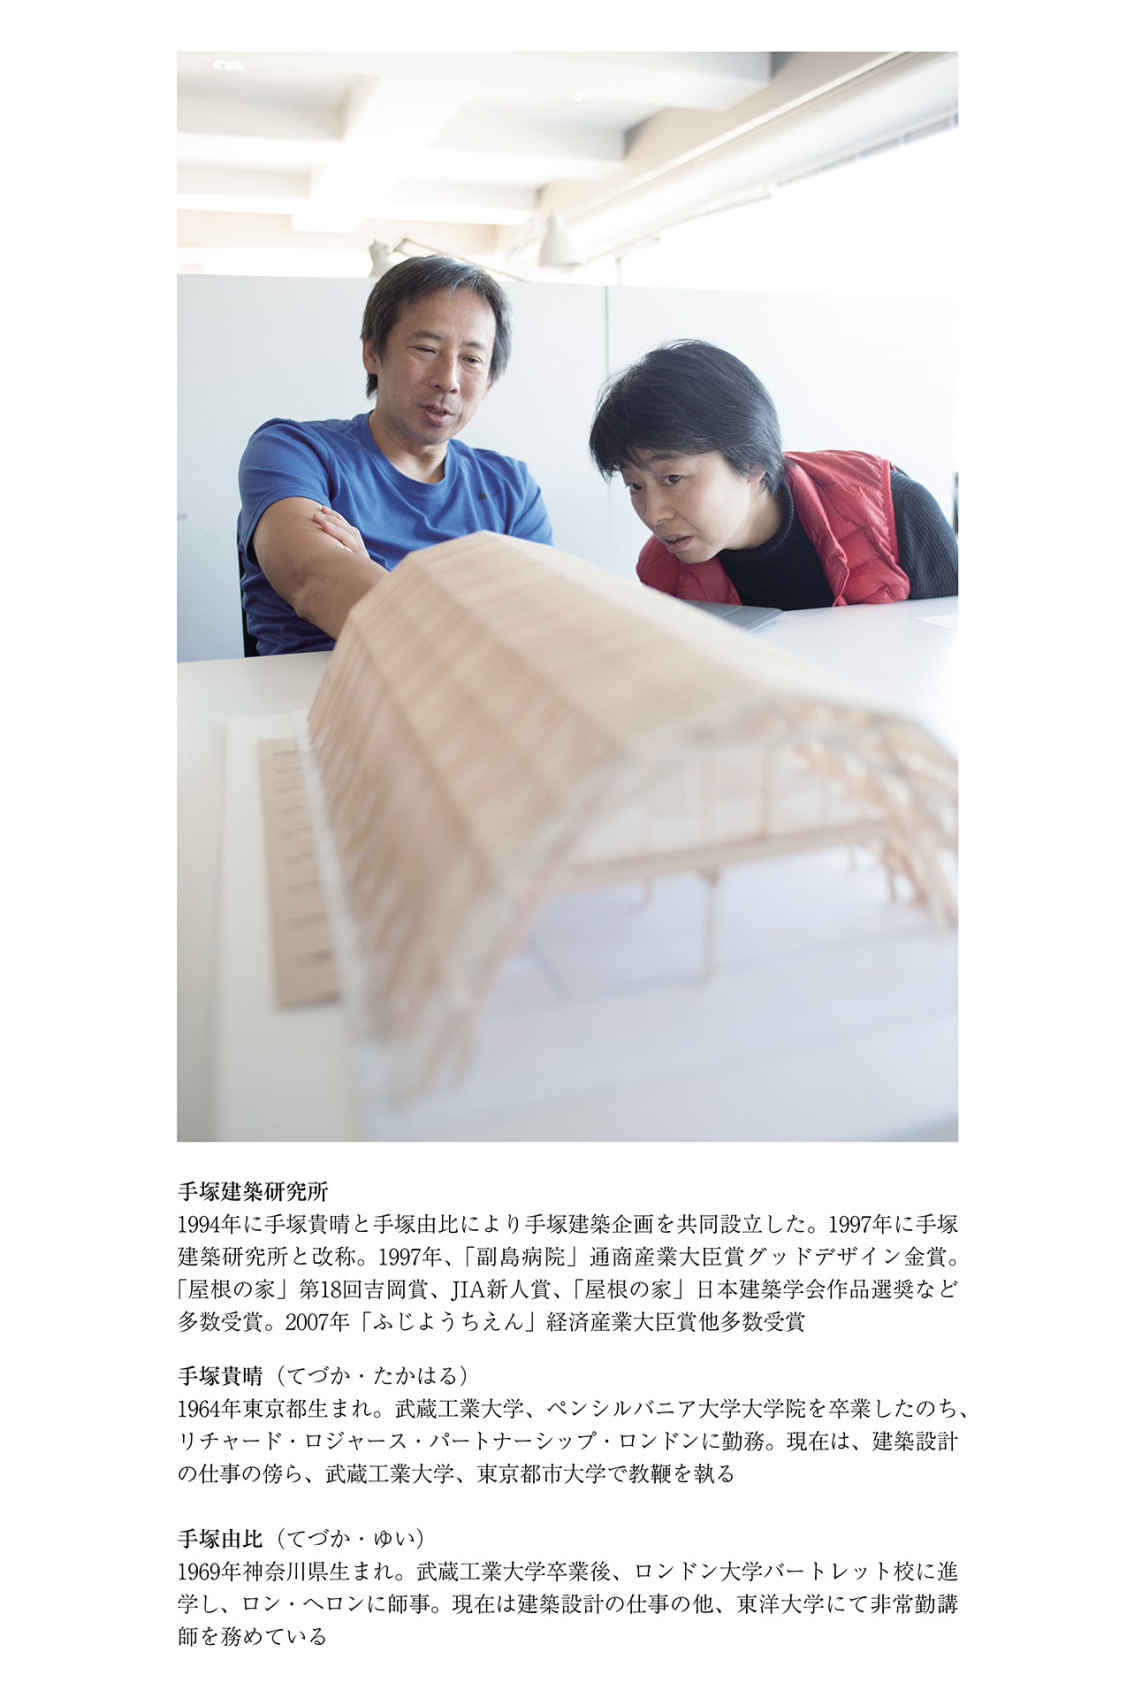 手塚建築研究所
1994年に手塚貴晴と手塚由比により手塚建築企画を共同設立した。1997年に手塚
建築研究所と改称。1997年、「副島病院」通商産業大臣賞グッドデザイン金賞。
「屋根の家」第18回吉岡賞、JIA新人賞、「屋根の家」日本建築学会作品選奨など
多数受賞。2007年「ふじようちえん」経済産業大臣賞他多数受賞
手塚貴晴（てづか・たかはる）
1964年東京都生まれ。武蔵工業大学、ペンシルバニア大学大学院を卒業したのち、
リチャード・ロジャース・パートナーシップ・ロンドンに勤務。現在は、建築設計
の仕事の傍ら、武蔵工業大学、東京都市大学で教鞭を執る
手塚由比（てづか・ゆい）
1969年神奈川県生まれ。武蔵工業大学卒業後、ロンドン大学バートレット校に進
学し、ロン・ヘロンに師事。現在は建築設計の仕事の他、東洋大学にて非常勤講
師を務めている